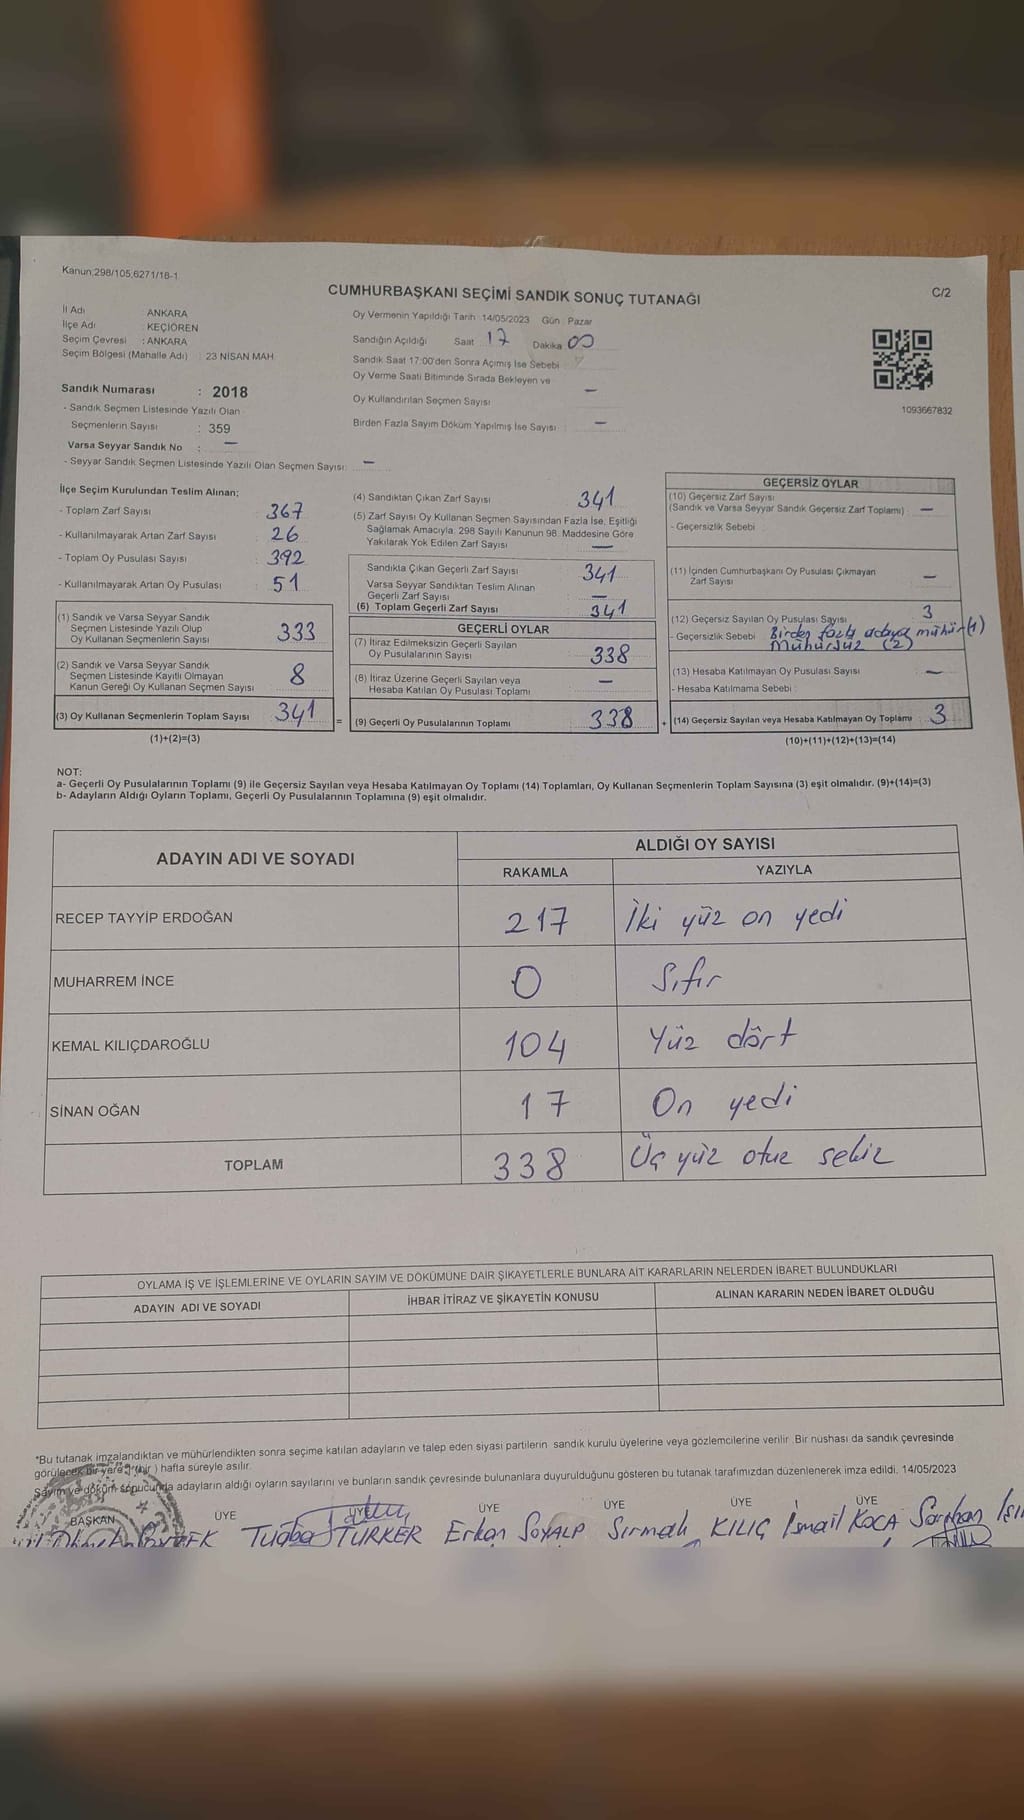 Kanun;298/105,6271/18-1
CUMHURBAŞKANI SEÇİMİ SANDIK SONUÇ TUTANAĞI
C/2
İl Adı : ANKARA
İlçe Adı : KEÇİÖREN
Seçim Çevresi : ANKARA
Seçim Bölgesi (Mahalle Adı) : 23 NİSAN MAH.
Sandık Numarası : 2018
- Sandık Seçmen Listesinde Yazılı Olan
Seçmenlerin Sayısı : 359
Varsa Seyyar Sandık No : —
- Seyyar Sandık Seçmen Listesinde Yazılı Olan Seçmen Sayısı: —
Oy Vermenin Yapıldığı Tarih : 14/05/2023 Gün : Pazar
Sandığın Açıldığı Saat 17 Dakika 00
Sandık Saat 17:00'den Sonra Açımış İse Sebebi
Oy Verme Saati Bitiminde Sırada Bekleyen ve
Oy Kullandırılan Seçmen Sayısı —
Birden Fazla Sayım Döküm Yapılmış İse Sayısı : —
1093667832
İlçe Seçim Kurulundan Teslim Alınan;
- Toplam Zarf Sayısı : 367
- Kullanılmayarak Artan Zarf Sayısı : 26
- Toplam Oy Pusulası Sayısı : 392
- Kullanılmayarak Artan Oy Pusulası : 51
(1) Sandık ve Varsa Seyyar Sandık
Seçmen Listesinde Yazılı Olup
Oy Kullanan Seçmenlerin Sayısı 333
(2) Sandık ve Varsa Seyyar Sandık
Seçmen Listesinde Kayıtlı Olmayan
Kanun Gereği Oy Kullanan Seçmen Sayısı 8
(3) Oy Kullanan Seçmenlerin Toplam Sayısı 341 =
(1)+(2)=(3)
(4) Sandıktan Çıkan Zarf Sayısı 341
(5) Zarf Sayısı Oy Kullanan Seçmen Sayısından Fazla İse, Eşitliği
Sağlamak Amacıyla, 298 Sayılı Kanunun 98. Maddesine Göre
Yakılarak Yok Edilen Zarf Sayısı —
Sandıkla Çıkan Geçerli Zarf Sayısı 341
Varsa Seyyar Sandıktan Teslim Alınan
Geçerli Zarf Sayısı —
(6) Toplam Geçerli Zarf Sayısı 341
GEÇERLİ OYLAR
(7) İtiraz Edilmeksizin Geçerli Sayılan
Oy Pusulalarının Sayısı 338
(8) İtiraz Üzerine Geçerli Sayılan veya
Hesaba Katılan Oy Pusulası Toplamı —
(9) Geçerli Oy Pusulalarının Toplamı 338 +
GEÇERSİZ OYLAR
(10) Geçersiz Zarf Sayısı
(Sandık ve Varsa Seyyar Sandık Geçersiz Zarf Toplamı) : —
- Geçersizlik Sebebi :
(11) İçinden Cumhurbaşkanı Oy Pusulası Çıkmayan
Zarf Sayısı —
(12) Geçersiz Sayılan Oy Pusulası Sayısı 3
- Geçersizlik Sebebi : Birden fazla adaya mühür (1)
Mühürsüz (2)
(13) Hesaba Katılmayan Oy Pusulası Sayısı —
- Hesaba Katılmama Sebebi :
(14) Geçersiz Sayılan veya Hesaba Katılmayan Oy Toplamı 3
(10)+(11)+(12)+(13)=(14)
NOT:
a- Geçerli Oy Pusulalarının Toplamı (9) ile Geçersiz Sayılan veya Hesaba Katılmayan Oy Toplamı (14) Toplamları, Oy Kullanan Seçmenlerin Toplam Sayısına (3) eşit olmalıdır. (9)+(14)=(3)
b- Adayların Aldığı Oyların Toplamı, Geçerli Oy Pusulalarının Toplamına (9) eşit olmalıdır.
ADAYIN ADI VE SOYADI
ALDIĞI OY SAYISI
RAKAMLA YAZIYLA
RECEP TAYYİP ERDOĞAN 217 İki yüz on yedi
MUHARREM İNCE 0 Sıfır
KEMAL KILIÇDAROĞLU 104 Yüz dört
SİNAN OĞAN 17 On yedi
TOPLAM 338 Üç yüz otuz sekiz
OYLAMA İŞ VE İŞLEMLERİNE VE OYLARIN SAYIM VE DÖKÜMÜNE DAİR ŞİKAYETLERLE BUNLARA AİT KARARLARIN NELERDEN İBARET BULUNDUKLARI
ADAYIN ADI VE SOYADI İHBAR İTİRAZ VE ŞİKAYETİN KONUSU ALINAN KARARIN NEDEN İBARET OLDUĞU
*Bu tutanak imzalandıktan ve mühürlendikten sonra seçime katılan adayların ve talep eden siyasi partilerin sandık kurulu üyelerine veya gözlemcilerine verilir. Bir nüshası da sandık çevresinde
görülecek bir yere 1 (bir) hafta süreyle asılır.
Sayım ve döküm sonucunda adayların aldığı oyların sayılarını ve bunların sandık çevresinde bulunanlara duyurulduğunu gösteren bu tutanak tarafımızdan düzenlenerek imza edildi. 14/05/2023
BAŞKAN ÜYE ÜYE ÜYE ÜYE ÜYE ÜYE
Tuğba TÜRKER Erkan SOYALP Sırmah KILIÇ İsmail KOCA